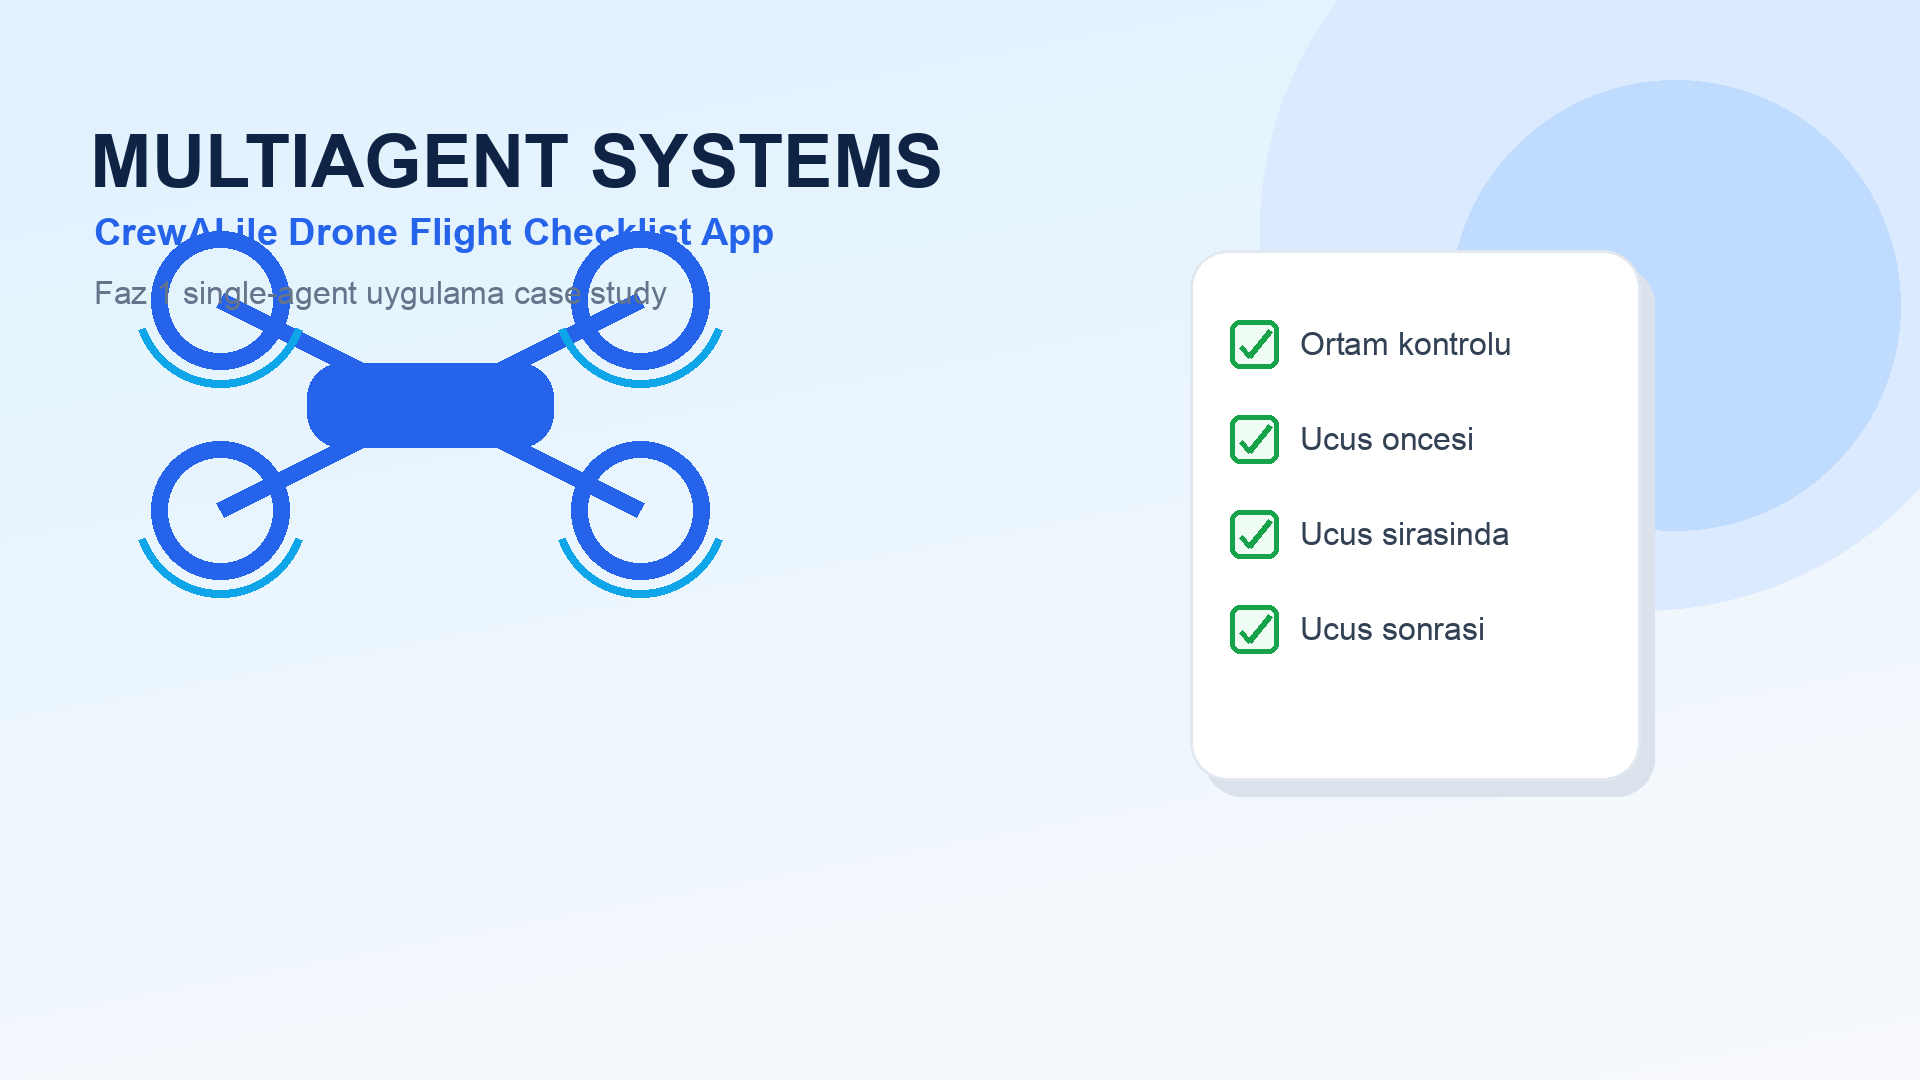 MULTIAGENT SYSTEMS
CrewAI ile Drone Flight Checklist App
Faz 1 single-agent uygulama case study
Ortam kontrolu
Ucus oncesi
Ucus sirasinda
Ucus sonrasi